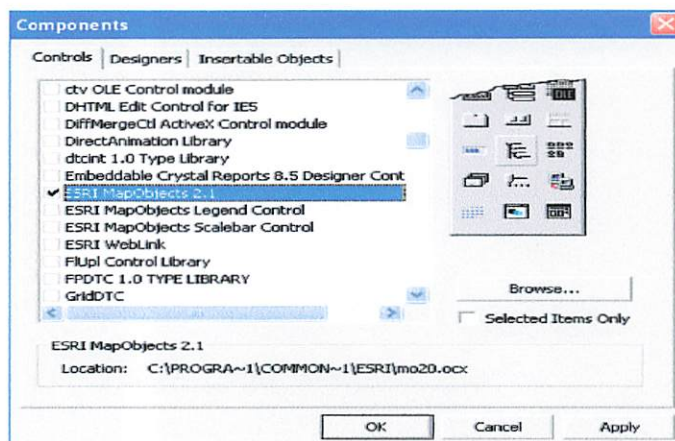 Components
Controls Designers Insertable Objects
ctv OLE Control module
DHTML Edit Control for IE5
DiffMergeCtl ActiveX Control module
DirectAnimation Library
dtcint 1.0 Type Library
Embeddable Crystal Reports 8.5 Designer Cont
ESRI MapObjects 2.1
ESRI MapObjects Legend Control
ESRI MapObjects Scalebar Control
ESRI WebLink
FlUpl Control Library
FPDTC 1.0 TYPE LIBRARY
GridDTC
OLE
Browse...
Selected Items Only
ESRI MapObjects 2.1
Location: C:\PROGRA~1\COMMON~1\ESRI\mo20.ocx
OK Cancel Apply